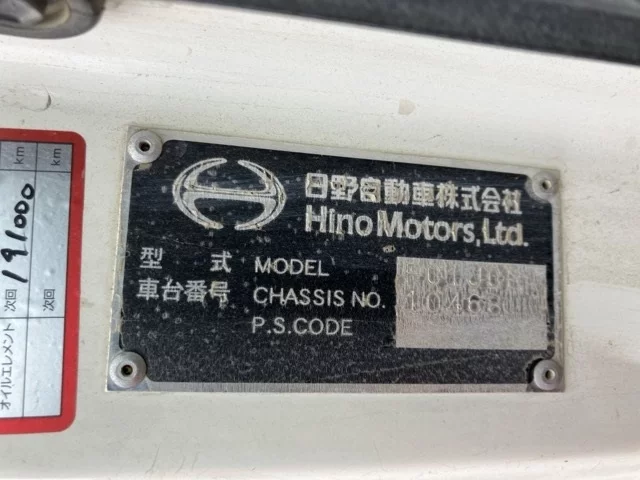 日野自動車株式会社
Hino Motors, Ltd.
型 式 MODEL
車台番号 CHASSIS NO.
P.S.CODE
km
km
191000
次回
次回
オイルエレメント